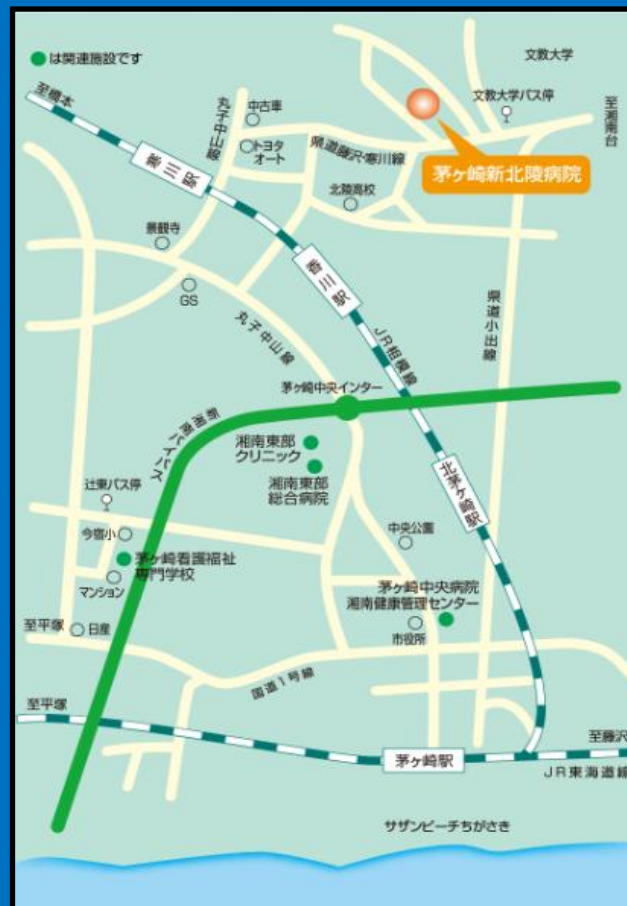 は関連施設です
文教大学
至橋本
丸子中山線
中古車
文教大学バス停
至湘南台
トヨタ
オート
県道藤沢・寒川線
茅ヶ崎新北陵病院
寒川駅
北陵高校
景観寺
香川駅
GS
丸子中山線
県道小出線
JR相模線
茅ヶ崎中央インター
新湘南バイパス
湘南東部
クリニック
湘南東部
総合病院
北茅ヶ崎駅
辻東バス停
今宿小
中央公園
茅ヶ崎看護福祉
専門学校
マンション
茅ヶ崎中央病院
湘南健康管理センター
至平塚
日産
市役所
国道1号線
至平塚
茅ヶ崎駅
至藤沢
JR東海道線
サザンビーチちがさき